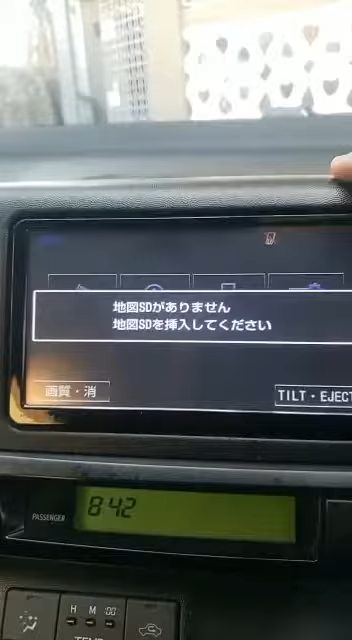 地図SDがありません
地図SDを挿入してください
画質・消
TILT・EJECT
PASSENGER
8:42
H M :00